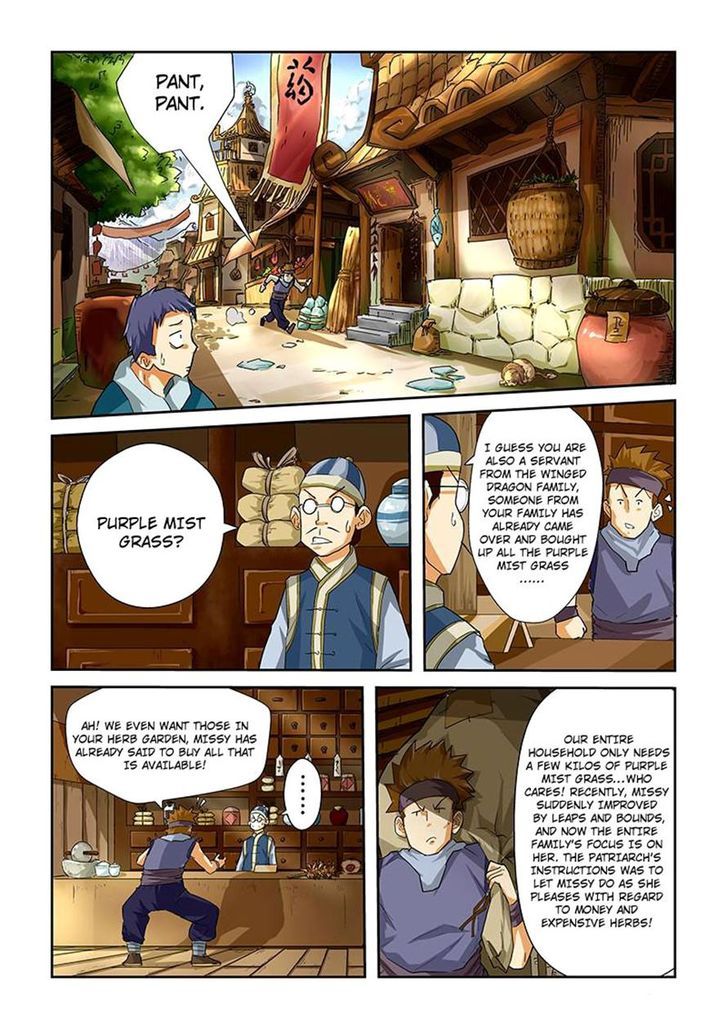 PANT,
PANT.
PURPLE MIST
GRASS?
I GUESS YOU ARE
ALSO A SERVANT
FROM THE WINGED
DRAGON FAMILY,
SOMEONE FROM
YOUR FAMILY HAS
ALREADY CAME
OVER AND BOUGHT
UP ALL THE PURPLE
MIST GRASS
......
AH! WE EVEN WANT THOSE IN
YOUR HERB GARDEN, MISSY HAS
ALREADY SAID TO BUY ALL THAT
IS AVAILABLE!
.....
OUR ENTIRE
HOUSEHOLD ONLY NEEDS
A FEW KILOS OF PURPLE
MIST GRASS...WHO
CARES! RECENTLY, MISSY
SUDDENLY IMPROVED
BY LEAPS AND BOUNDS,
AND NOW THE ENTIRE
FAMILY'S FOCUS IS ON
HER. THE PATRIARCH'S
INSTRUCTIONS WAS TO
LET MISSY DO AS SHE
PLEASES WITH REGARD
TO MONEY AND
EXPENSIVE HERBS!